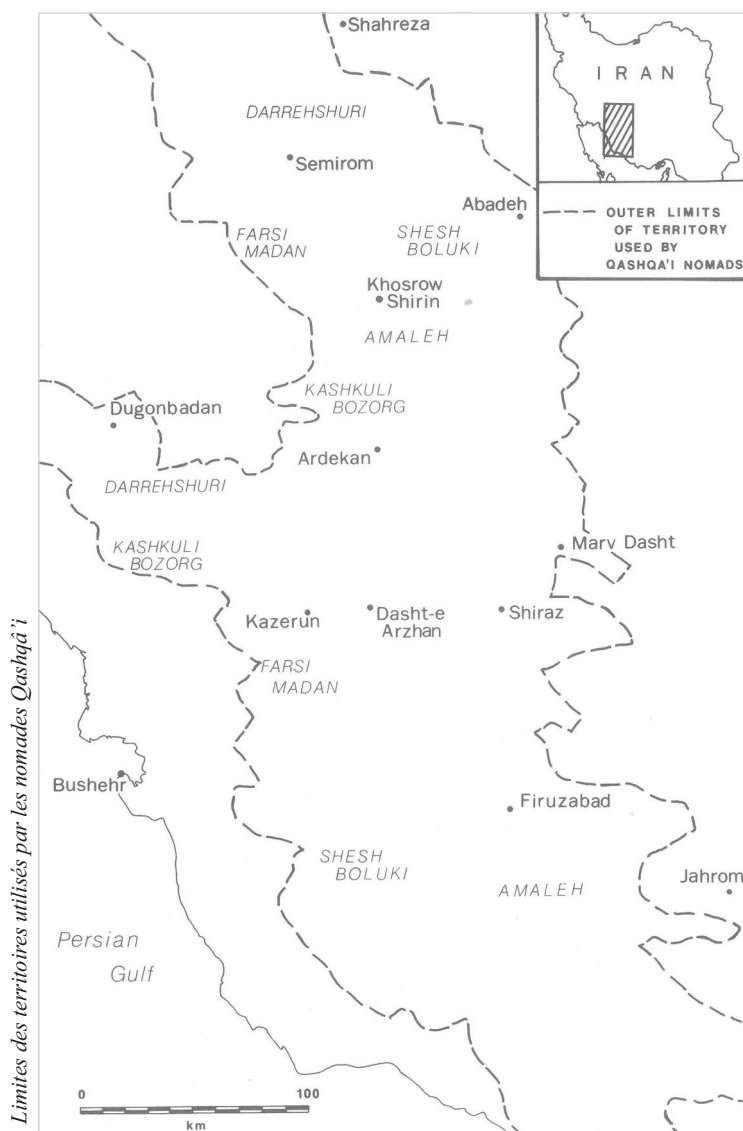 Shahreza
IRAN
DARREHSHURI
Semirom
Abadeh
OUTER LIMITS
OF TERRITORY
USED BY
QASHQA'I NOMADS
FARSI
MADAN
SHESH
BOLUKI
Khosrow
Shirin
AMALEH
KASHKULI
BOZORG
Dugonbadan
Ardekan
DARREHSHURI
KASHKULI
BOZORG
Marv Dasht
Kazerun
Dasht-e
Arzhan
Shiraz
FARSI
MADAN
Bushehr
Firuzabad
SHESH
BOLUKI
AMALEH
Jahrom
Persian
Gulf
0 100
km
Limites des territoires utilisés par les nomades Qashqâ'i